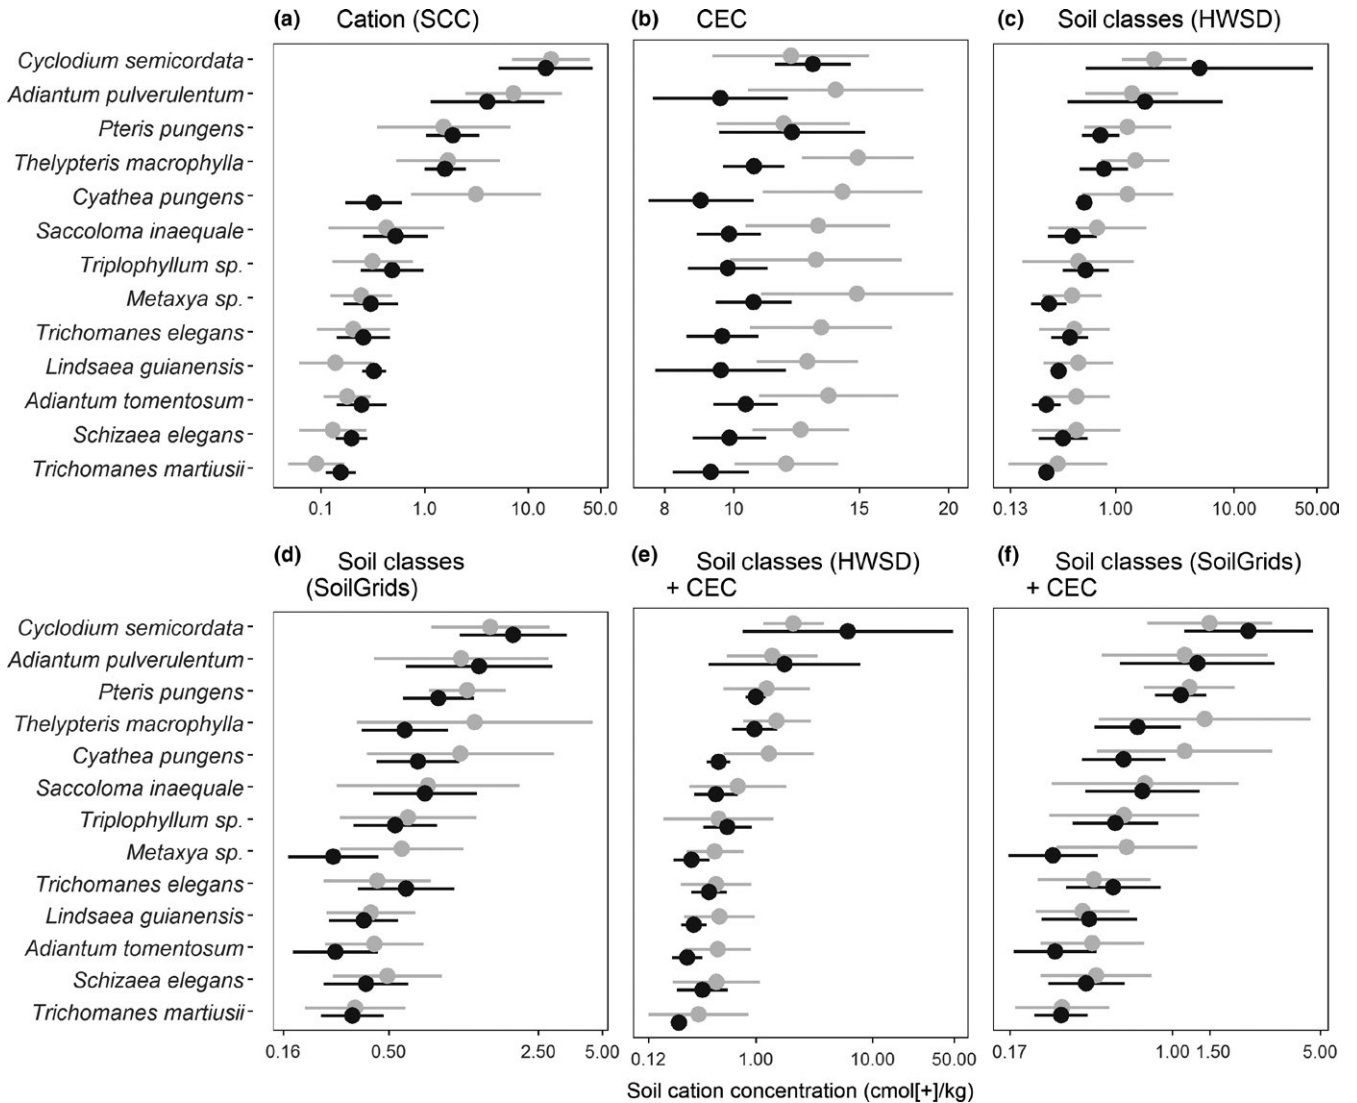 (a) Cation (SCC)
(b) CEC
(c) Soil classes (HWSD)
Cyclodium semicordata
Adiantum pulverulentum
Pteris pungens
Thelypteris macrophylla
Cyathea pungens
Saccoloma inaequale
Triplophyllum sp.
Metaxya sp.
Trichomanes elegans
Lindsaea guianensis
Adiantum tomentosum
Schizaea elegans
Trichomanes martiusii
0.1 1.0 10.0 50.0
8 10 15 20
0.13 1.00 10.00 50.00
(d) Soil classes
(SoilGrids)
(e) Soil classes (HWSD)
+ CEC
(f) Soil classes (SoilGrids)
+ CEC
Cyclodium semicordata
Adiantum pulverulentum
Pteris pungens
Thelypteris macrophylla
Cyathea pungens
Saccoloma inaequale
Triplophyllum sp.
Metaxya sp.
Trichomanes elegans
Lindsaea guianensis
Adiantum tomentosum
Schizaea elegans
Trichomanes martiusii
0.16 0.50 2.50 5.00
0.12 1.00 10.00 50.00
0.17 1.00 1.50 5.00
Soil cation concentration (cmol[+]/kg)